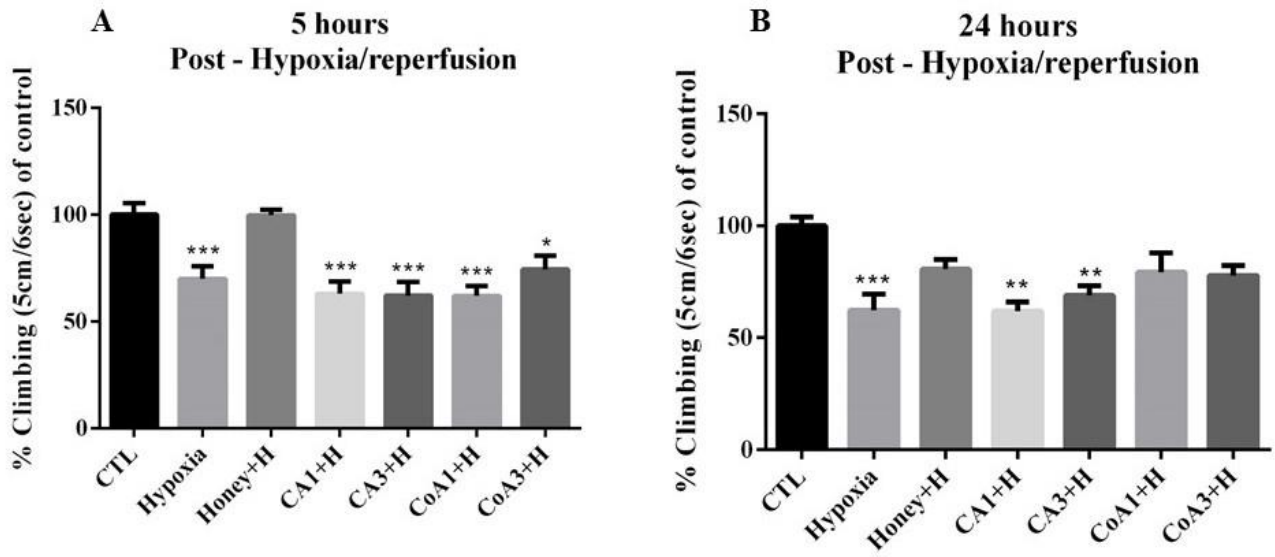 A
5 hours
Post - Hypoxia/reperfusion
% Climbing (5cm/6sec) of control
150
100
50
0
***
***
***
***
*
CTL
Hypoxia
Honey+H
CA1+H
CA3+H
CoA1+H
CoA3+H
B
24 hours
Post - Hypoxia/reperfusion
% Climbing (5cm/6sec) of control
150
100
50
0
***
**
**
CTL
Hypoxia
Honey+H
CA1+H
CA3+H
CoA1+H
CoA3+H